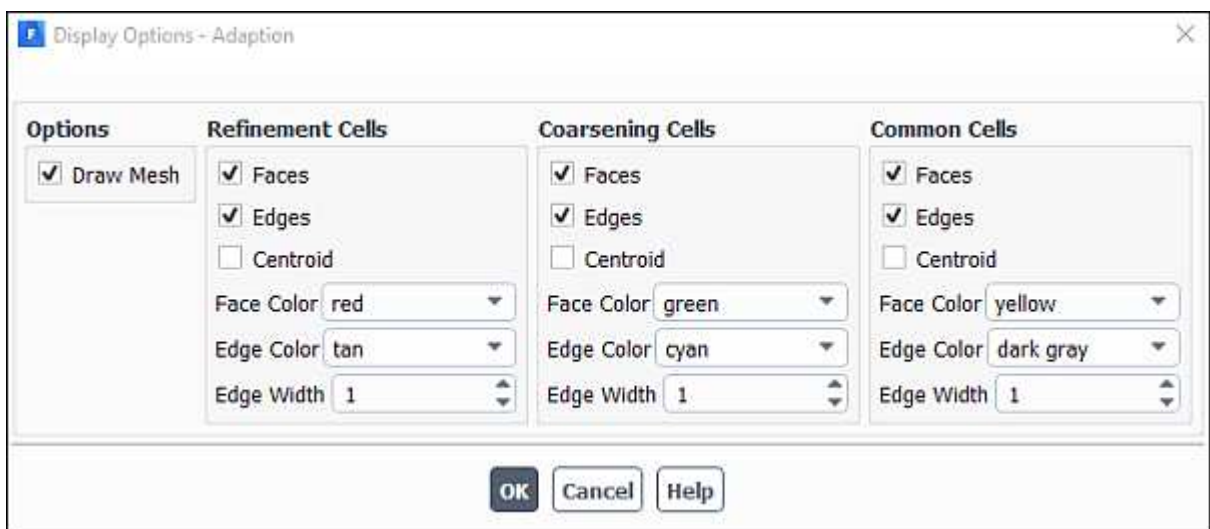 F Display Options - Adaption
Options Refinement Cells Coarsening Cells Common Cells
Draw Mesh Faces Faces Faces
Edges Edges Edges
Centroid Centroid Centroid
Face Color red Face Color green Face Color yellow
Edge Color tan Edge Color cyan Edge Color dark gray
Edge Width 1 Edge Width 1 Edge Width 1
OK Cancel Help